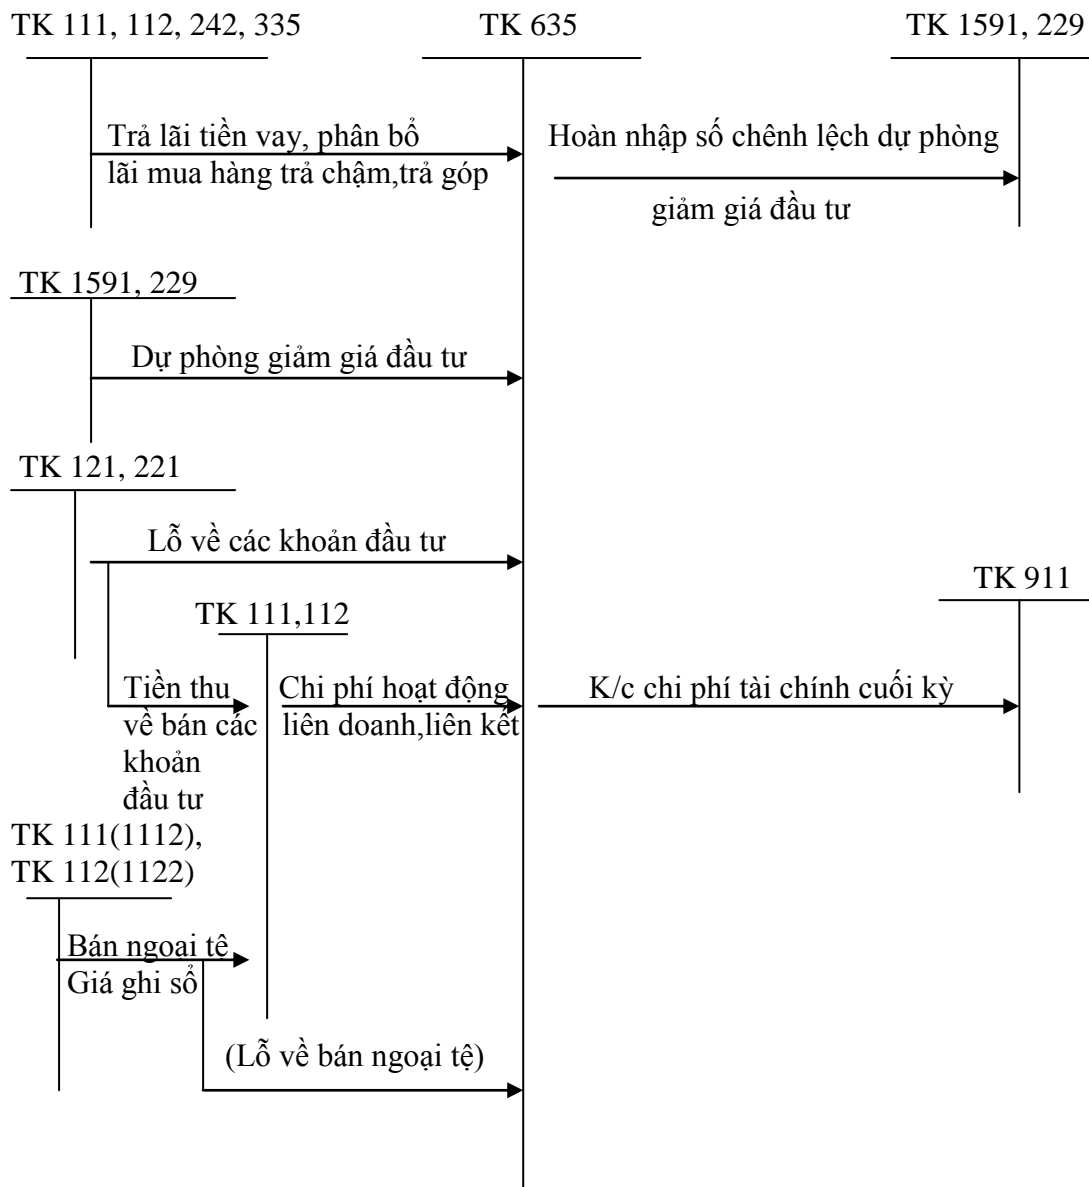 TK 111, 112, 242, 335
TK 635
TK 1591, 229
Trả lãi tiền vay, phân bổ
lãi mua hàng trả chậm,trả góp
Hoàn nhập số chênh lệch dự phòng
giảm giá đầu tư
TK 1591, 229
Dự phòng giảm giá đầu tư
TK 121, 221
Lỗ về các khoản đầu tư
TK 911
TK 111,112
Tiền thu
về bán các
khoản
đầu tư
Chi phí hoạt động
liên doanh,liên kết
K/c chi phí tài chính cuối kỳ
TK 111(1112),
TK 112(1122)
Bán ngoại tệ
Giá ghi sổ
(Lỗ về bán ngoại tệ)